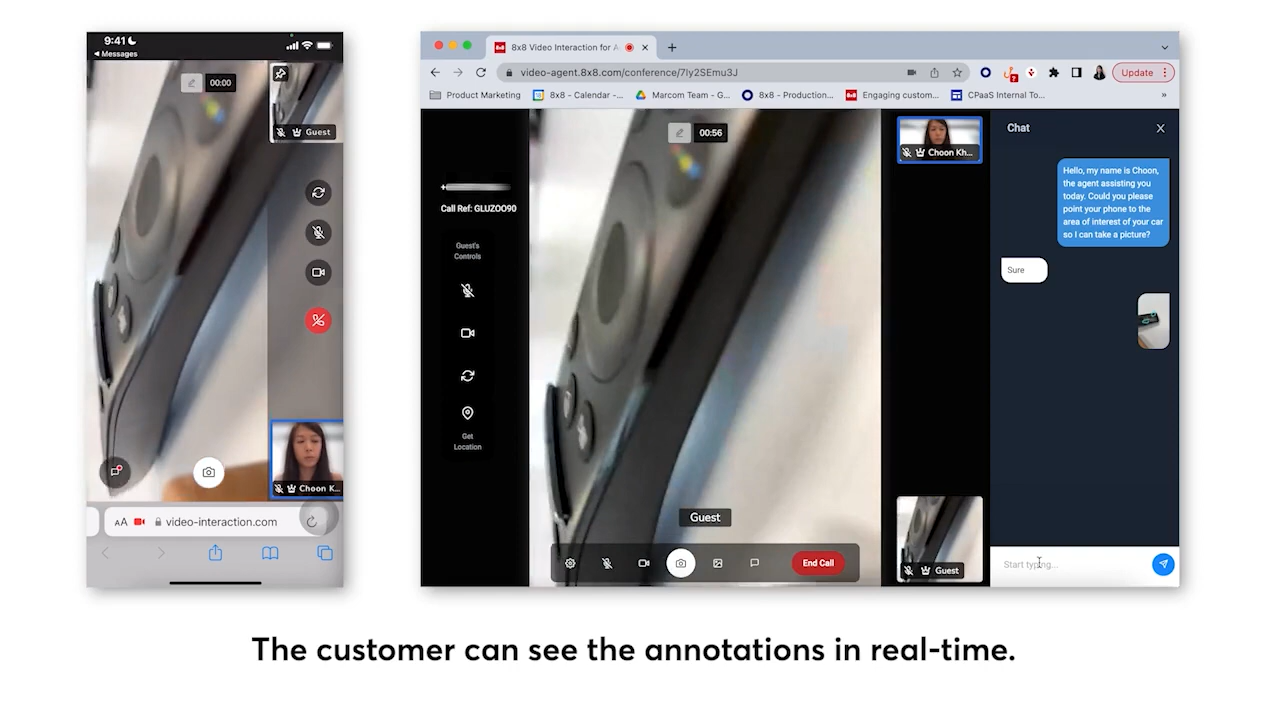 9:41
Messages
00:00
Guest
Choon K...
AA
video-interaction.com
8x8 Video Interaction for A
video-agent.8x8.com/conference/7ly2SEmu3J
Update
Product Marketing
8x8 - Calendar -...
Marcom Team - G...
8x8 - Production...
Engaging custom...
CPaaS Internal To...
»
+
Call Ref: GLUZOO90
Guest's
Controls
Get
Location
00:56
Guest
End Call
Choon Kh...
Guest
Chat
Hello, my name is Choon,
the agent assisting you
today. Could you please
point your phone to the
area of interest of your car
so I can take a picture?
Sure
Start typing...
The customer can see the annotations in real-time.